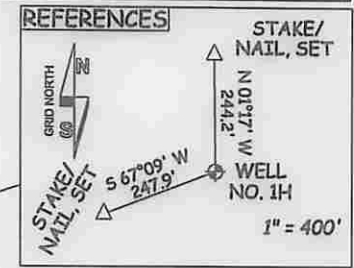 REFERENCES
STAKE/
NAIL, SET
N
GRID NORTH
S
N 01°17' W
244.2'
STAKE/
NAIL, SET
S 67°09' W
247.9'
WELL
NO. 1H
1" = 400'